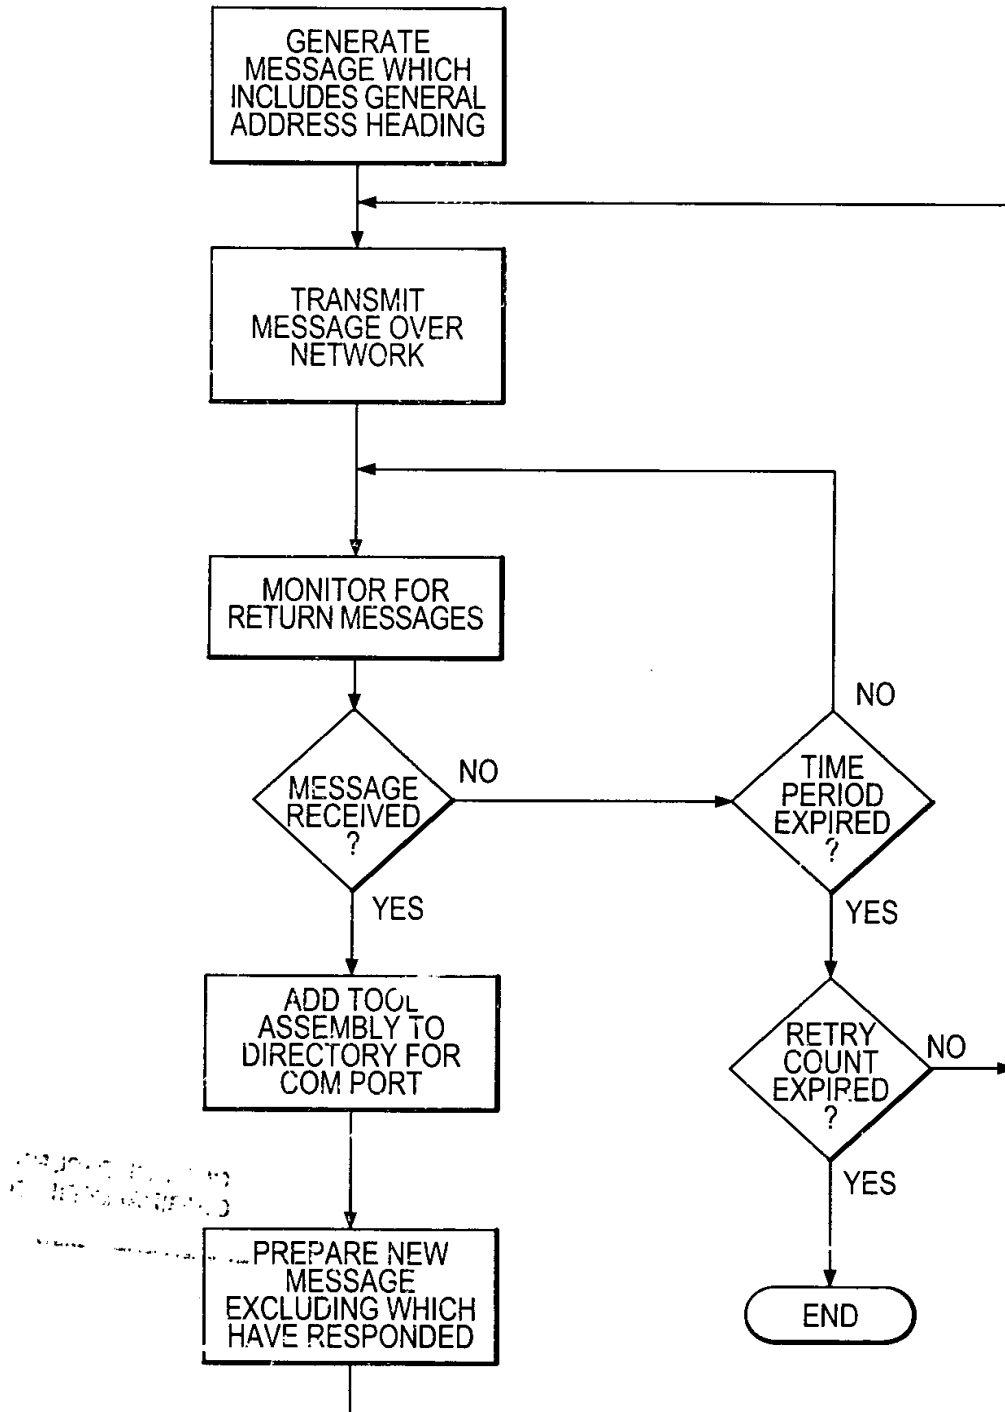 GENERATE
MESSAGE WHICH
INCLUDES GENERAL
ADDRESS HEADING
TRANSMIT
MESSAGE OVER
NETWORK
MONITOR FOR
RETURN MESSAGES
MESSAGE
RECEIVED
?
NO
YES
TIME
PERIOD
EXPIRED
?
NO
YES
ADD TOOL
ASSEMBLY TO
DIRECTORY FOR
COM PORT
RETRY
COUNT
EXPIRED
?
NO
YES
PREPARE NEW
MESSAGE
EXCLUDING WHICH
HAVE RESPONDED
END